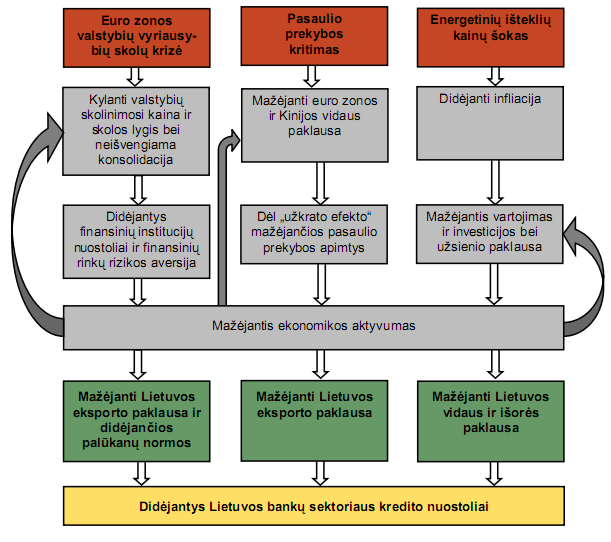 Euro zonos
valstybių vyriausy-
bių skolų krizė
Pasaulio
prekybos
kritimas
Energetinių išteklių
kainų šokas
Kylanti valstybių
skolinimosi kaina ir
skolos lygis bei
neišvengiama
konsolidacija
Mažėjanti euro zonos
ir Kinijos vidaus
paklausa
Didėjanti infliacija
Didėjantys
finansinių institucijų
nuostoliai ir finansinių
rinkų rizikos aversija
Dėl „užkrato efekto“
mažėjančios pasaulio
prekybos apimtys
Mažėjantis vartojimas
ir investicijos bei
užsienio paklausa
Mažėjantis ekonomikos aktyvumas
Mažėjanti Lietuvos
eksporto paklausa ir
didėjančios
palūkanų normos
Mažėjanti Lietuvos
eksporto paklausa
Mažėjanti Lietuvos
vidaus ir išorės
paklausa
Didėjantys Lietuvos bankų sektoriaus kredito nuostoliai